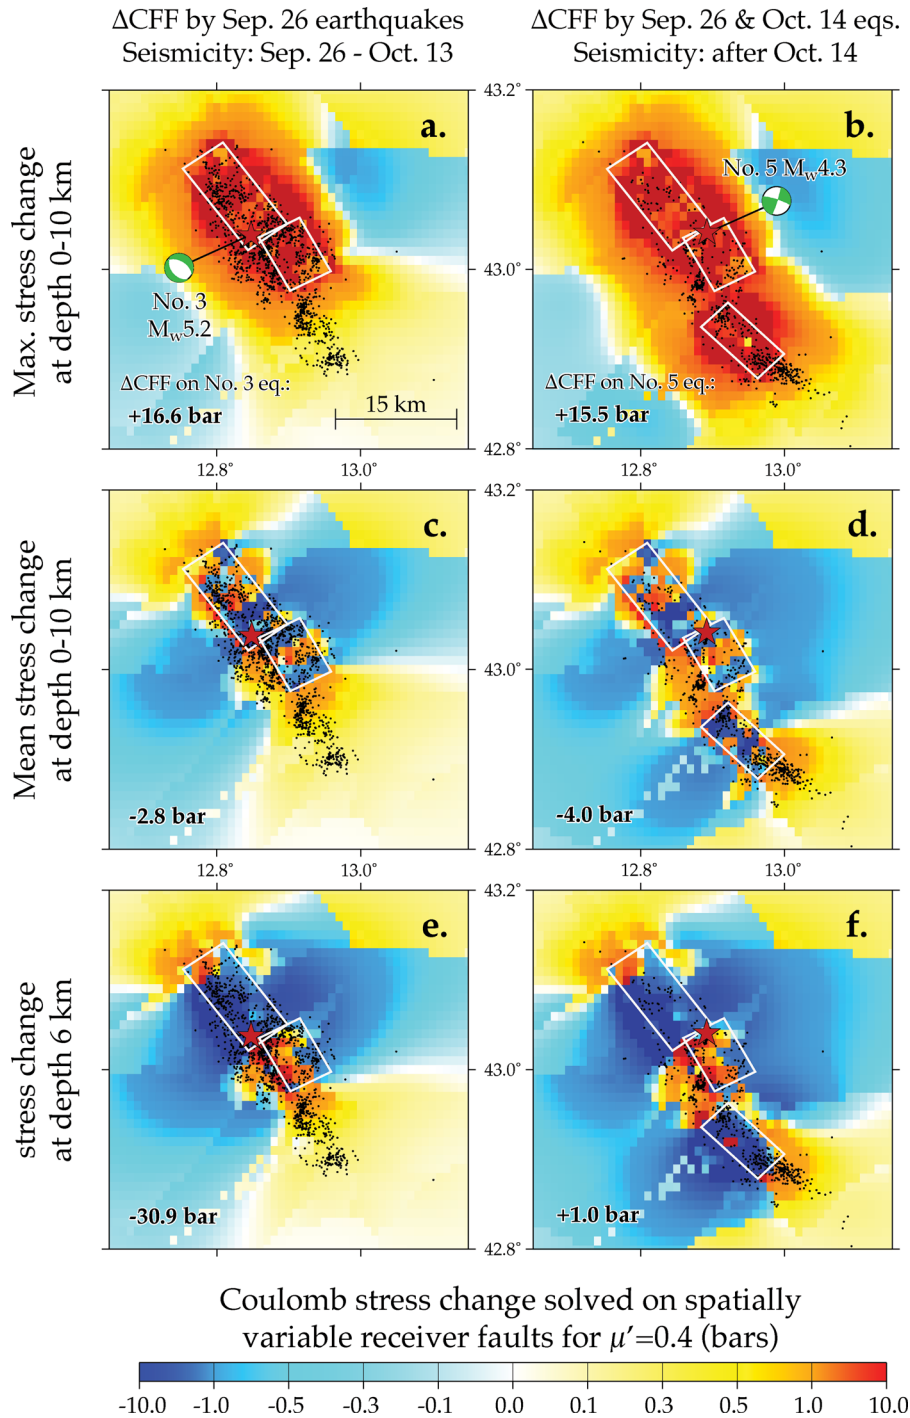 ΔCFF by Sep. 26 earthquakes
Seismicity: Sep. 26 - Oct. 13
ΔCFF by Sep. 26 & Oct. 14 eqs.
Seismicity: after Oct. 14
Max. stress change
at depth 0-10 km
a.
No. 3
Mw5.2
ΔCFF on No. 3 eq.:
+16.6 bar
15 km
12.8°
13.0°
43.2°
43.0°
42.8°
b.
No. 5 Mw4.3
ΔCFF on No. 5 eq.:
+15.5 bar
12.8°
13.0°
Mean stress change
at depth 0-10 km
c.
-2.8 bar
12.8°
13.0°
43.2°
43.0°
42.8°
d.
-4.0 bar
12.8°
13.0°
stress change
at depth 6 km
e.
-30.9 bar
43.2°
43.0°
42.8°
f.
+1.0 bar
Coulomb stress change solved on spatially
variable receiver faults for μ'=0.4 (bars)
-10.0 -1.0 -0.5 -0.3 -0.1 0.0 0.1 0.3 0.5 1.0 10.0